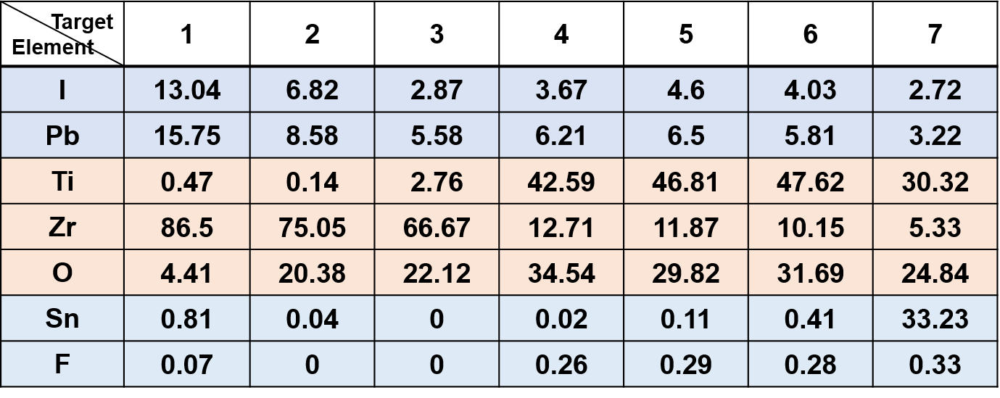 Target
Element 1 2 3 4 5 6 7
I 13.04 6.82 2.87 3.67 4.6 4.03 2.72
Pb 15.75 8.58 5.58 6.21 6.5 5.81 3.22
Ti 0.47 0.14 2.76 42.59 46.81 47.62 30.32
Zr 86.5 75.05 66.67 12.71 11.87 10.15 5.33
O 4.41 20.38 22.12 34.54 29.82 31.69 24.84
Sn 0.81 0.04 0 0.02 0.11 0.41 33.23
F 0.07 0 0 0.26 0.29 0.28 0.33